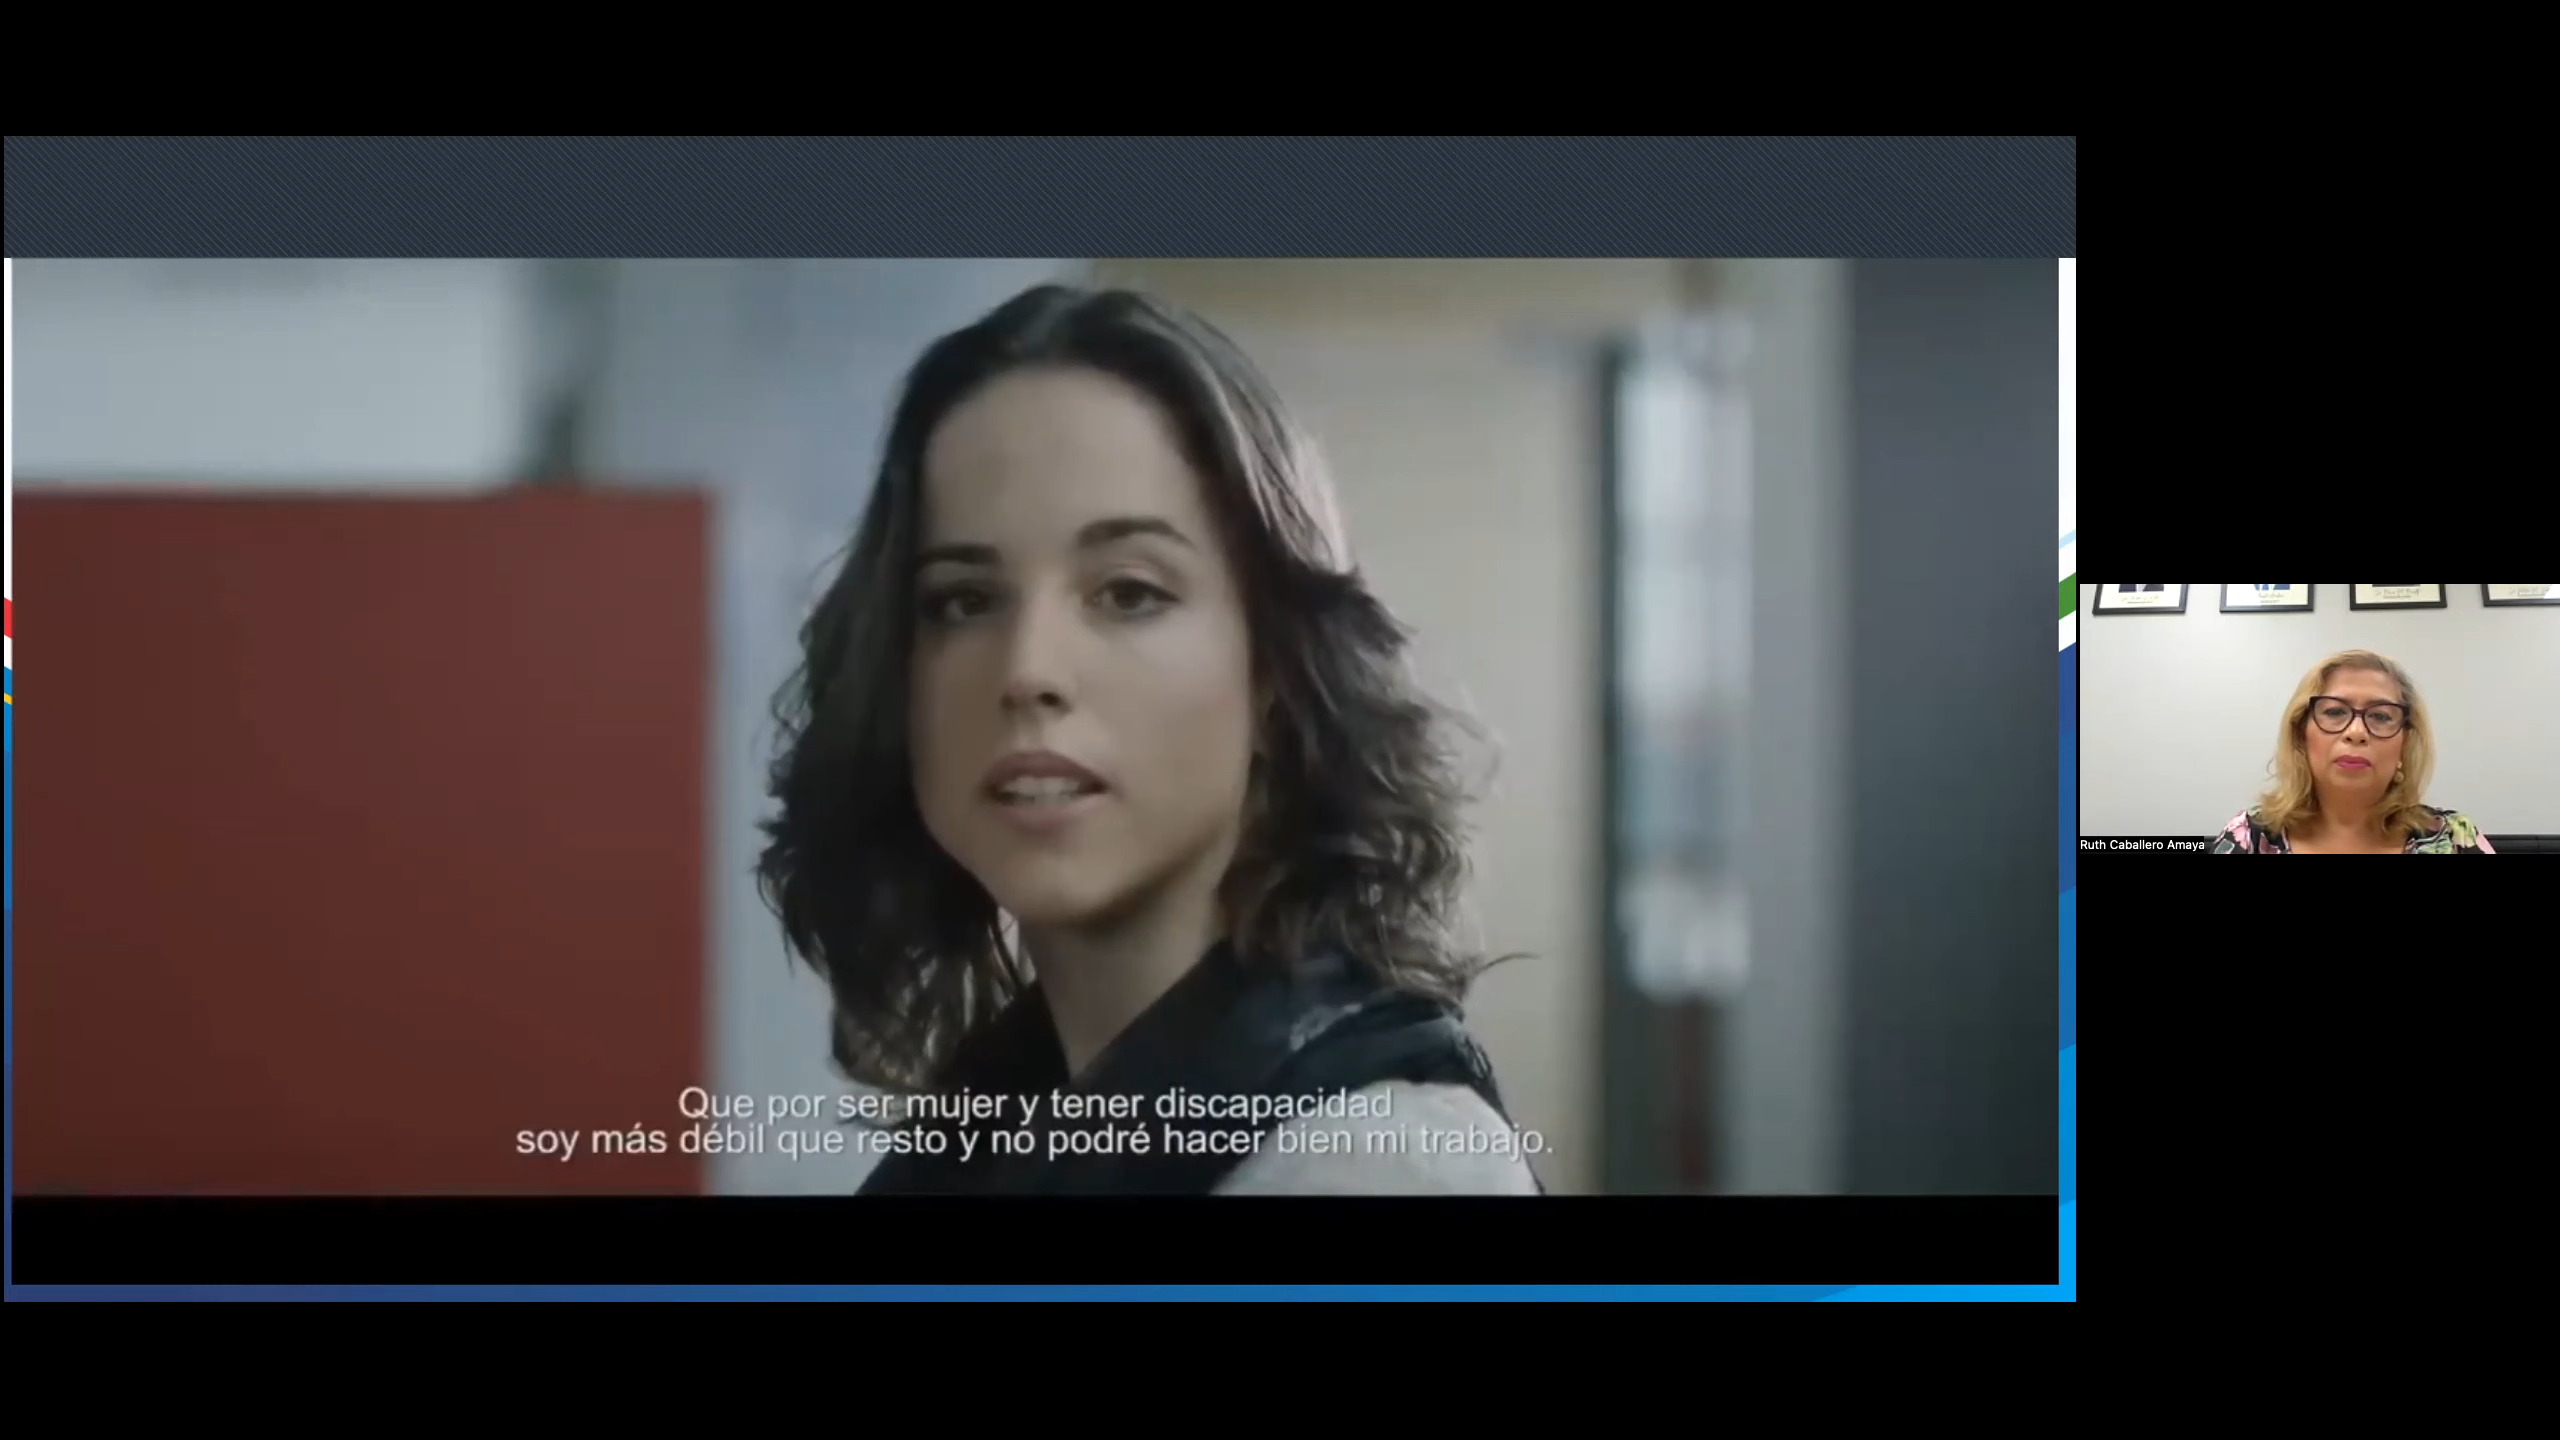 Que por ser mujer y tener discapacidad
soy más débil que resto y no podré hacer bien mi trabajo.
Ruth Caballero Amaya